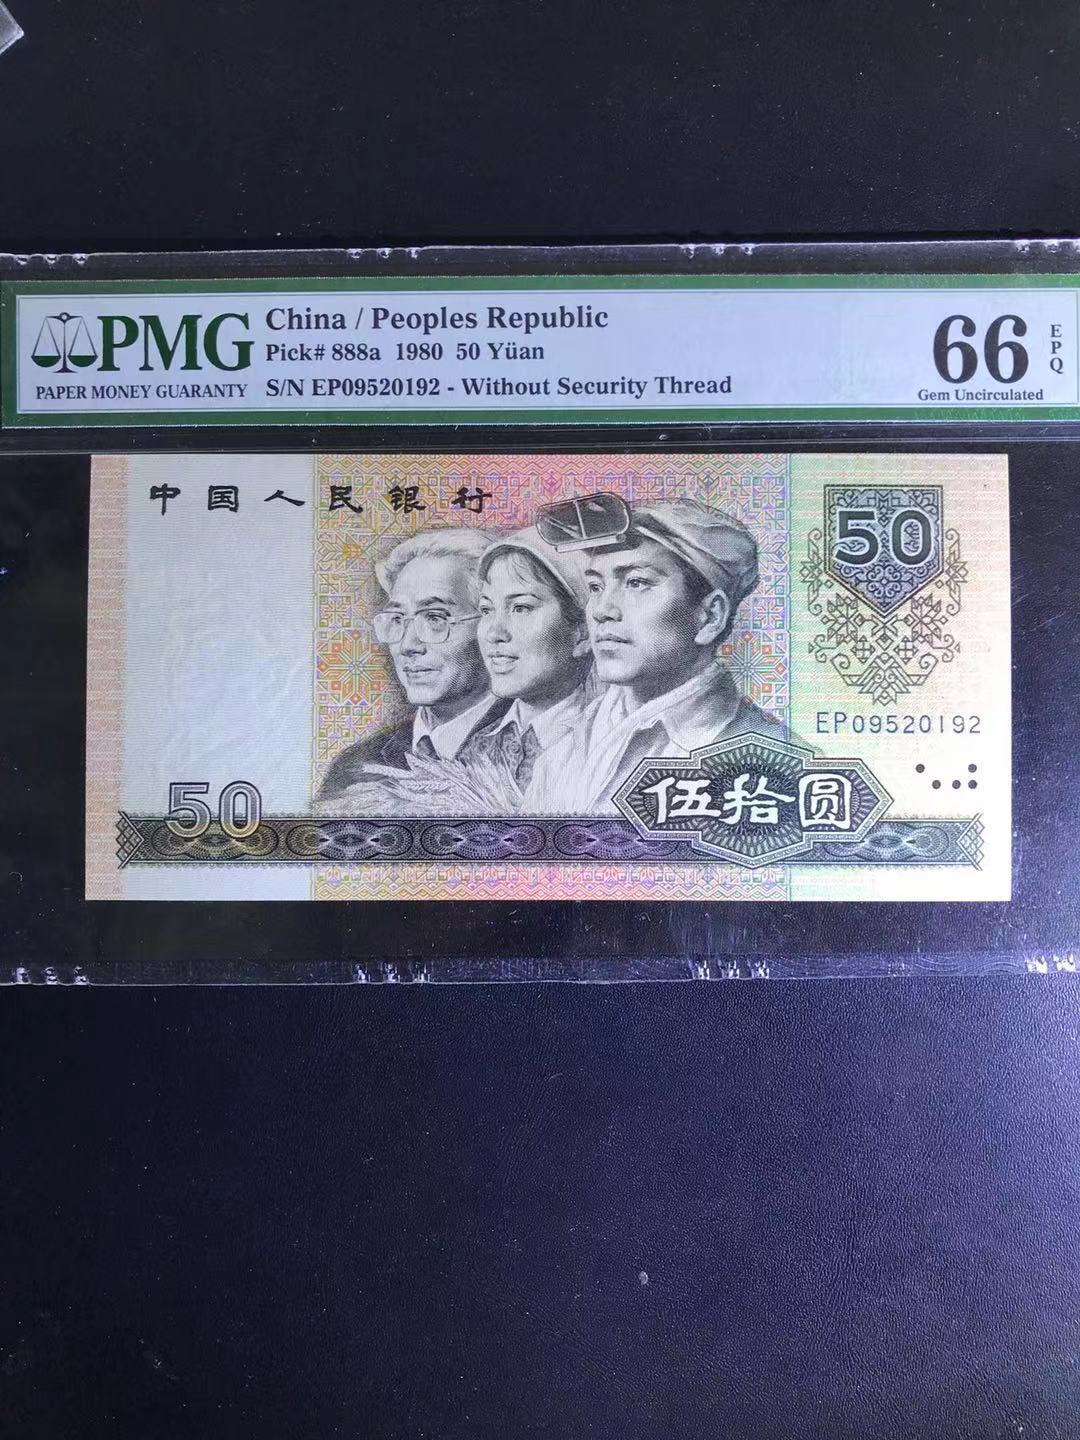 PMG
PAPER MONEY GUARANTY
China / Peoples Republic
Pick# 888a 1980 50 Yüan
S/N EP09520192 - Without Security Thread
66
EPQ
Gem Uncirculated
中国人民银行
50
EP09520192
50
伍拾圆